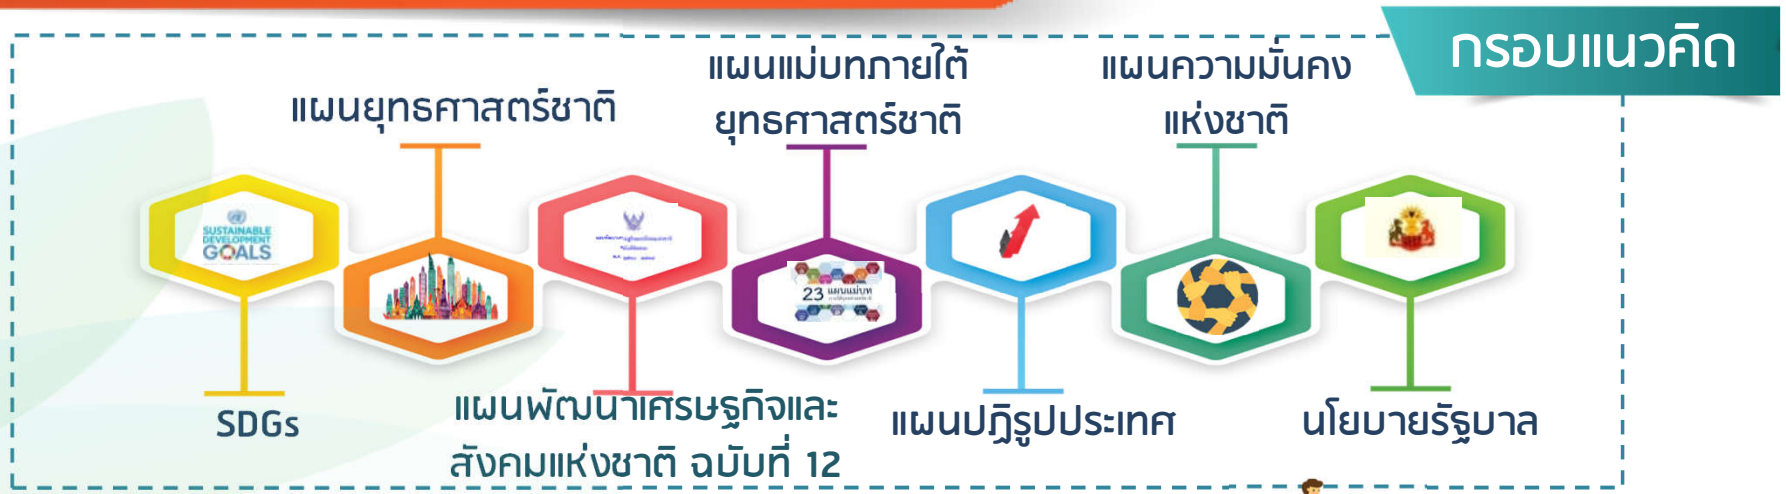 กรอบแนวคิด
แผนยุทธศาสตร์ชาติ
แผนแม่บทภายใต้
ยุทธศาสตร์ชาติ
แผนความมั่นคง
แห่งชาติ
SUSTAINABLE
DEVELOPMENT
GOALS
23 แผนแม่บท
SDGs
แผนพัฒนาเศรษฐกิจและ
สังคมแห่งชาติ ฉบับที่ 12
แผนปฏิรูปประเทศ
นโยบายรัฐบาล